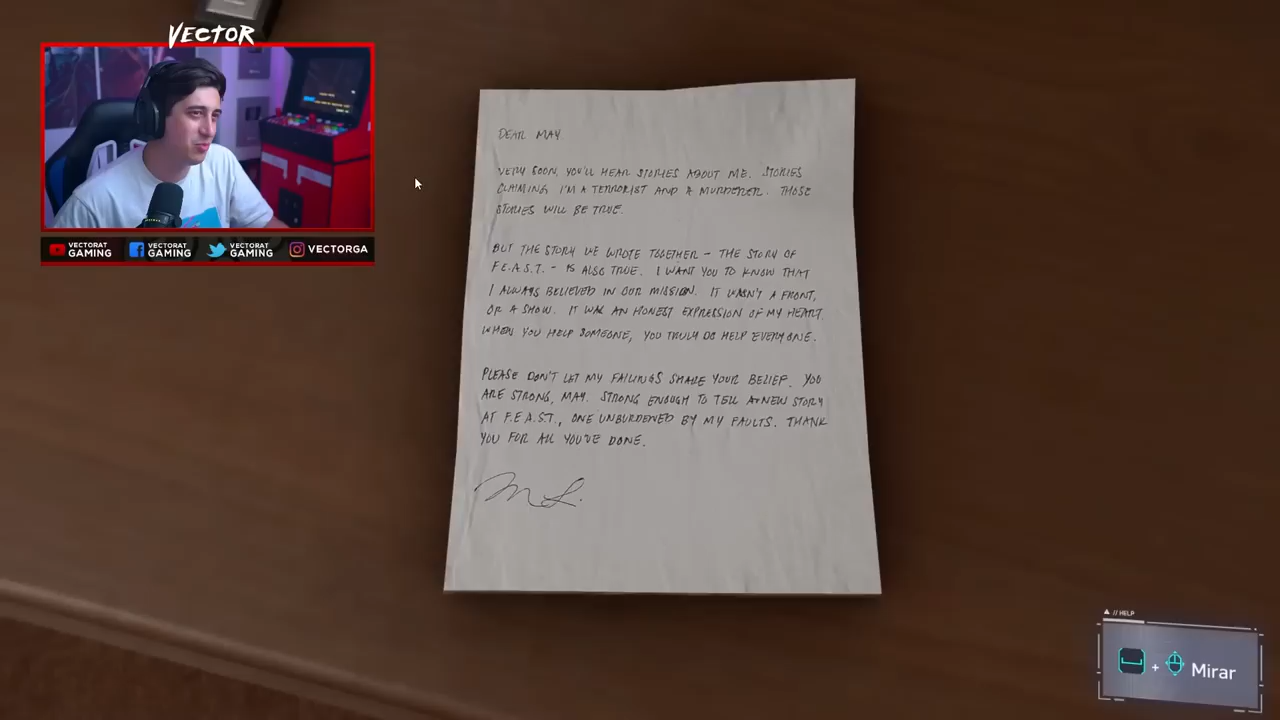 VECTOR
VECTORAT GAMING
VECTORAT GAMING
VECTORAT GAMING
VECTORGA
DEAR MAY
VERY SOON, YOU'LL HEAR STORIES ABOUT ME. STORIES
CLAIMING I'M A TERRORIST AND A MURDERER. THOSE
STORIES WILL BE TRUE.
BUT THE STORY WE WROTE TOGETHER - THE STORY OF
F.E.A.S.T. - IS ALSO TRUE. I WANT YOU TO KNOW THAT
I ALWAYS BELIEVED IN OUR MISSION. IT WASN'T A FRONT,
OR A SHOW. IT WAS AN HONEST EXPRESSION OF MY HEART.
WHEN YOU HELP SOMEONE, YOU TRULY DO HELP EVERYONE.
PLEASE DON'T LET MY FAILINGS SHAKE YOUR BELIEF. YOU
ARE STRONG, MAY. STRONG ENOUGH TO TELL A NEW STORY
AT F.E.A.S.T., ONE UNBURDENED BY MY FAULTS. THANK
YOU FOR ALL YOU'VE DONE.
M L.
// HELP
+ Mirar